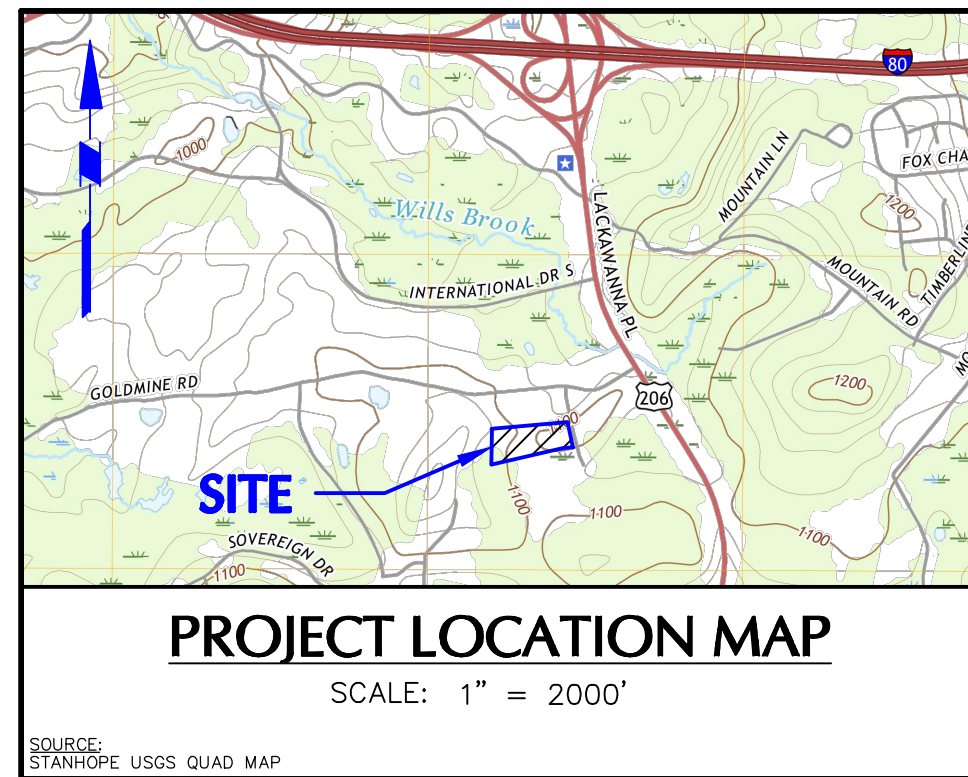 80
1000
MOUNTAIN LN
FOX CHA
1200
Wills Brook
LACKAWANNA PL
MOUNTAIN RD
TIMBERLINE
INTERNATIONAL DR S
GOLDMINE RD
1200
206
SITE
1100
1100
1100
SOVEREIGN DR
1100
PROJECT LOCATION MAP
SCALE: 1" = 2000'
SOURCE:
STANHOPE USGS QUAD MAP